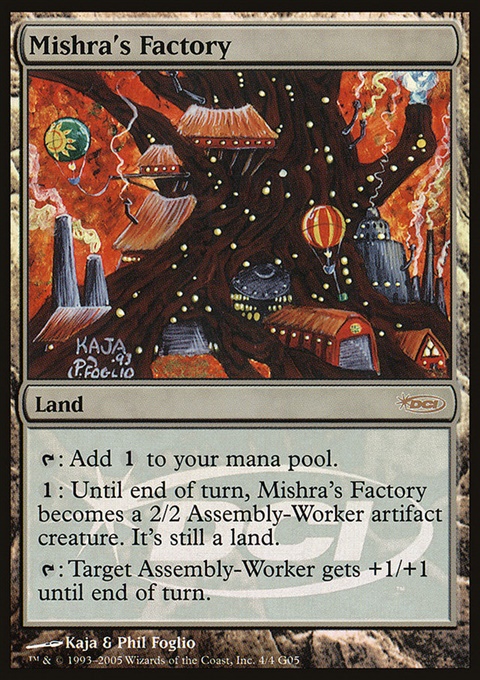 Mishra's Factory
KAJA
93
P. FOGLIO
Land
DCI
: Add 1 to your mana pool.
1: Until end of turn, Mishra's Factory
becomes a 2/2 Assembly-Worker artifact
creature. It's still a land.
: Target Assembly-Worker gets +1/+1
until end of turn.
DCI
Kaja & Phil Foglio
™ & © 1993–2005 Wizards of the Coast, Inc. 4/4 G05